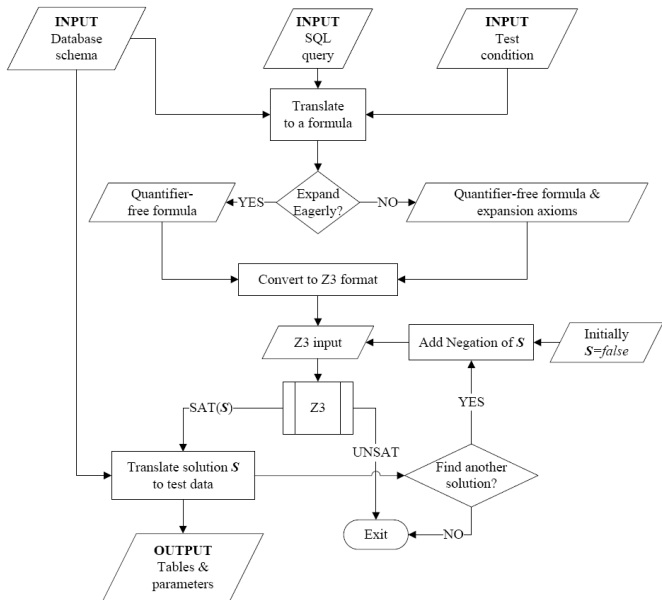 INPUT
Database
schema
INPUT
SQL
query
INPUT
Test
condition
Translate
to a formula
Expand
Eagerly?
YES
NO
Quantifier-
free formula
Quantifier-free formula &
expansion axioms
Convert to Z3 format
Z3 input
Add Negation of S
Initially
S=false
Z3
SAT(S)
UNSAT
YES
Translate solution S
to test data
Find another
solution?
Exit
NO
OUTPUT
Tables &
parameters